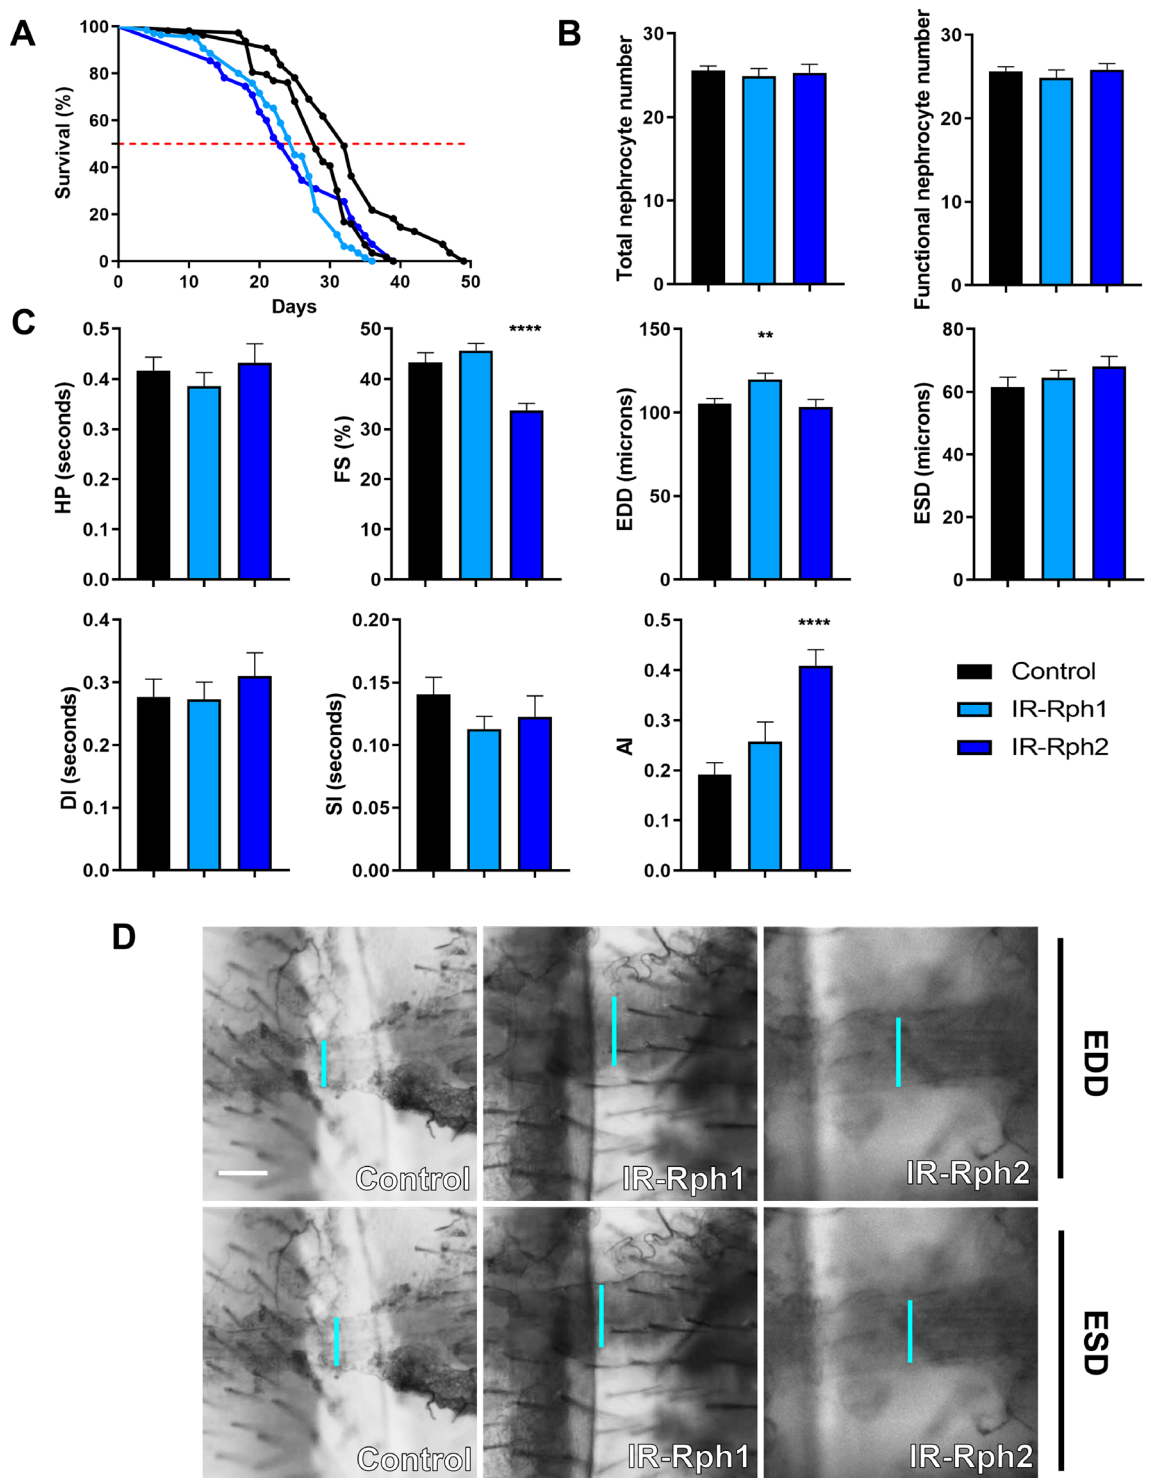 A
Survival (%)
100
80
60
40
20
0
0 10 20 30 40 50
Days
B
Total nephrocyte number
30
20
10
0
Functional nephrocyte number
30
20
10
0
C
HP (seconds)
0.5
0.4
0.3
0.2
0.1
0.0
FS (%)
50
40
30
20
10
0
****
EDD (microns)
150
100
50
0
**
ESD (microns)
80
60
40
20
0
DI (seconds)
0.4
0.3
0.2
0.1
0.0
SI (seconds)
0.20
0.15
0.10
0.05
0.00
AI
0.5
0.4
0.3
0.2
0.1
0.0
****
Control
IR-Rph1
IR-Rph2
D
Control
IR-Rph1
IR-Rph2
EDD
Control
IR-Rph1
IR-Rph2
ESD